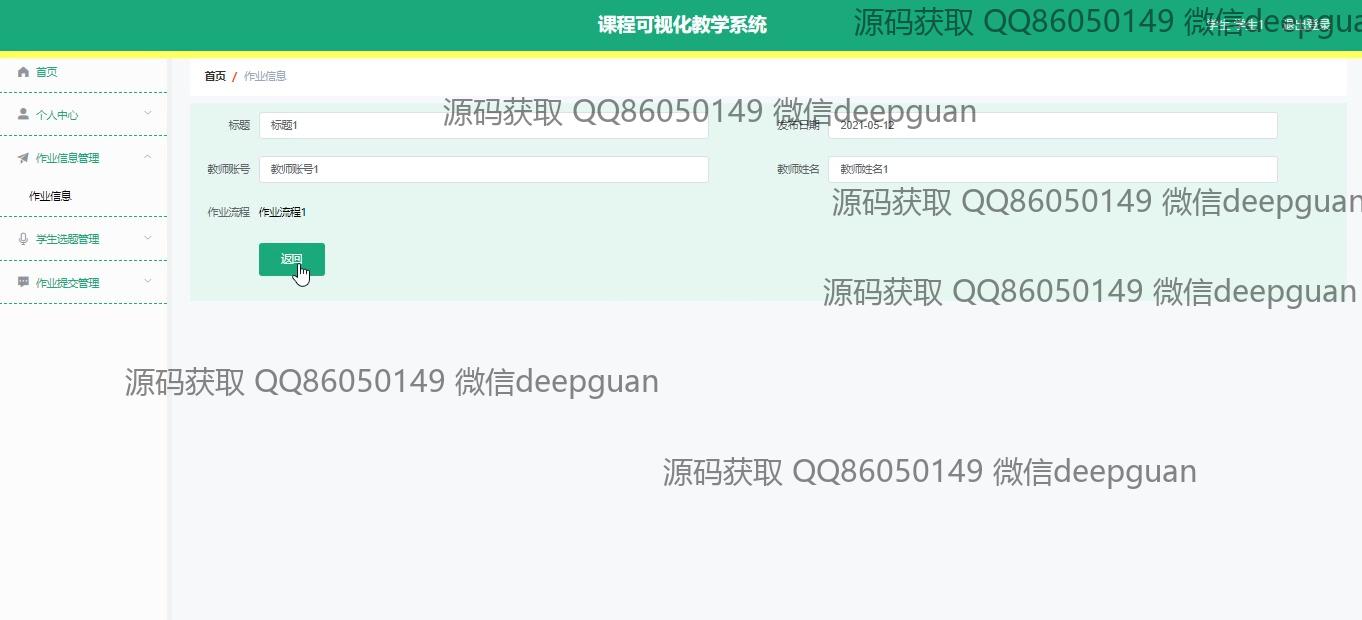 课程可视化教学系统
源码获取 QQ86050149 微信deepgua
学生 学生1 退出登录
首页
首页 / 作业信息
个人中心
源码获取 QQ86050149 微信deepguan
标题 标题1
发布日期 2021-05-12
作业信息管理
教师账号 教师账号1
教师姓名 教师姓名1
作业信息
源码获取 QQ86050149 微信deepguan
作业流程 作业流程1
学生选题管理
返回
作业提交管理
源码获取 QQ86050149 微信deepguan
源码获取 QQ86050149 微信deepguan
源码获取 QQ86050149 微信deepguan